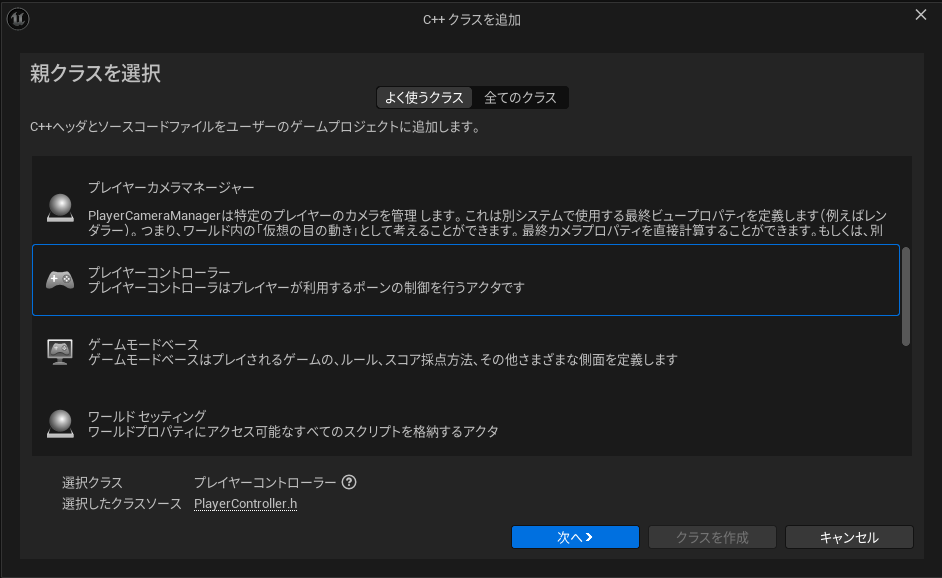 C++ クラスを追加
親クラスを選択
よく使うクラス 全てのクラス
C++ヘッダとソースコードファイルをユーザーのゲームプロジェクトに追加します。
プレイヤーカメラマネージャー
PlayerCameraManagerは特定のプレイヤーのカメラを管理 します。これは別システムで使用する最終ビュープロパティを定義します(例えばレン
ダラー)。つまり、ワールド内の「仮想の目の動き」として考えることができます。最終カメラプロパティを直接計算することができます。もしくは、別
プレイヤーコントローラー
プレイヤーコントローラはプレイヤーが利用するポーンの制御を行うアクタです
ゲームモードベース
ゲームモードベースはプレイされるゲームの、ルール、スコア採点方法、その他さまざまな側面を定義します
ワールド セッティング
ワールドプロパティにアクセス可能なすべてのスクリプトを格納するアクタ
選択クラス プレイヤーコントローラー ?
選択したクラスソース PlayerController.h
次へ クラスを作成 キャンセル